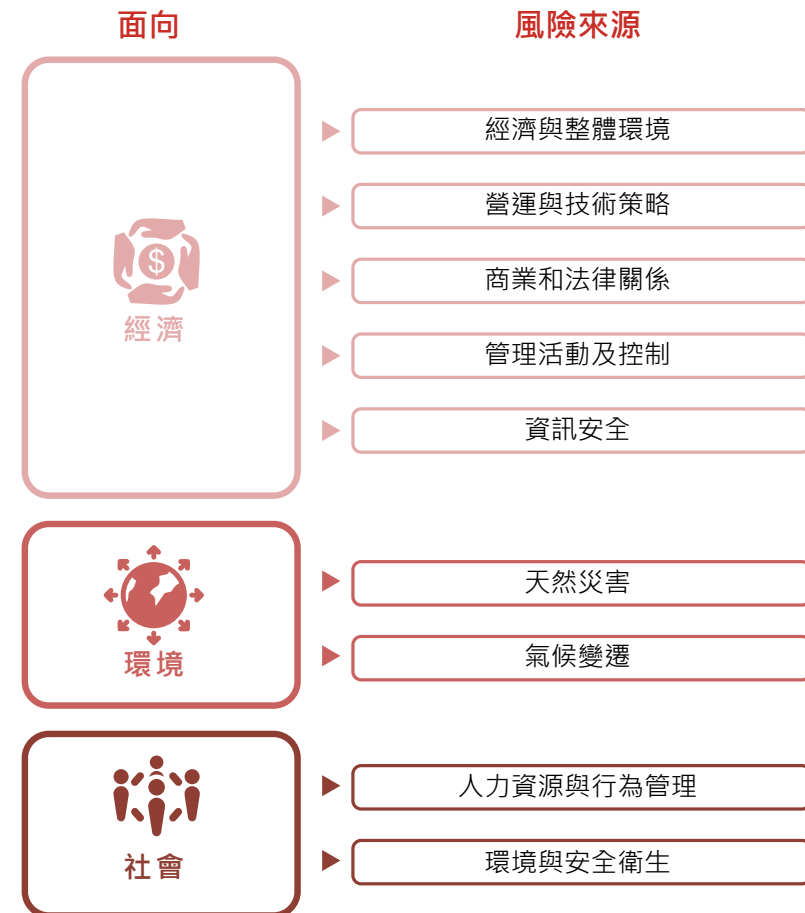 面向
風險來源
$
經濟
經濟與整體環境
營運與技術策略
商業和法律關係
管理活動及控制
資訊安全
環境
天然災害
氣候變遷
社會
人力資源與行為管理
環境與安全衛生